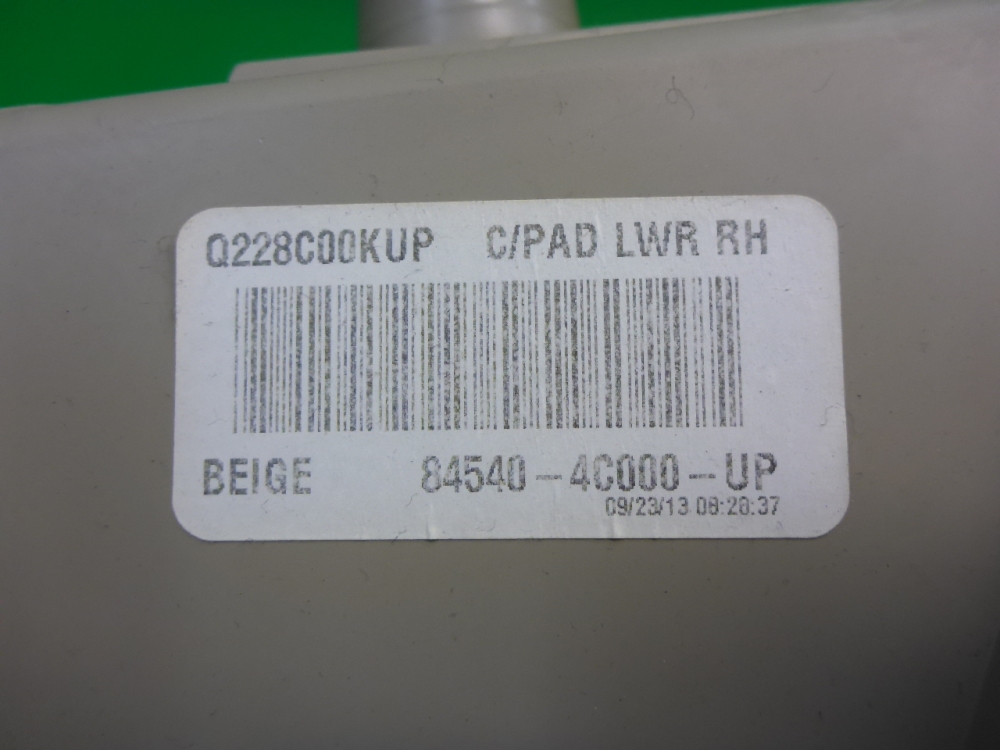 Q228C00KUP C/PAD LWR RH
BEIGE 84540-4C000-UP
09/23/13 08:28:37